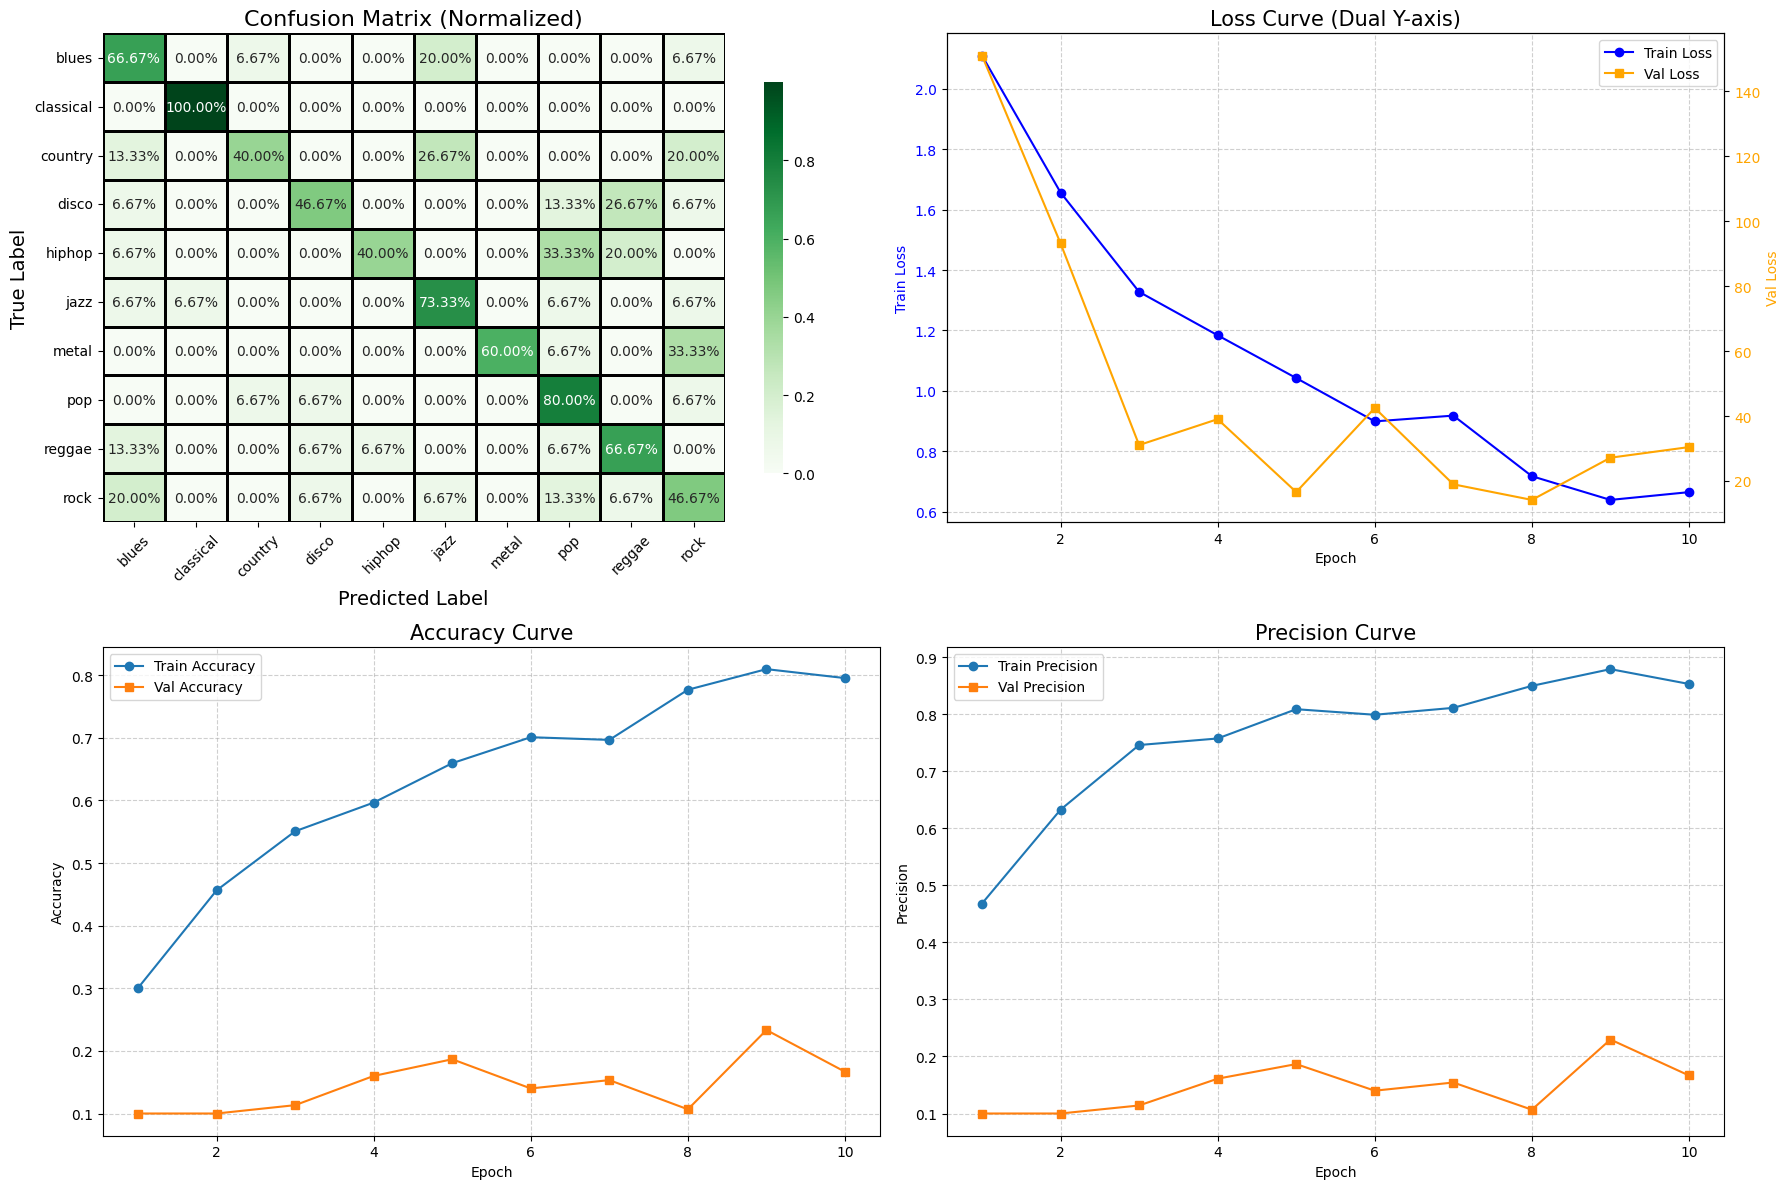 Confusion Matrix (Normalized)
True Label
blues 66.67% 0.00% 6.67% 0.00% 0.00% 20.00% 0.00% 0.00% 0.00% 6.67%
classical 0.00% 100.00% 0.00% 0.00% 0.00% 0.00% 0.00% 0.00% 0.00% 0.00%
country 13.33% 0.00% 40.00% 0.00% 0.00% 26.67% 0.00% 0.00% 0.00% 20.00%
disco 6.67% 0.00% 0.00% 46.67% 0.00% 0.00% 0.00% 13.33% 26.67% 6.67%
hiphop 6.67% 0.00% 0.00% 0.00% 40.00% 0.00% 0.00% 33.33% 20.00% 0.00%
jazz 6.67% 6.67% 0.00% 0.00% 0.00% 73.33% 0.00% 6.67% 0.00% 6.67%
metal 0.00% 0.00% 0.00% 0.00% 0.00% 0.00% 60.00% 6.67% 0.00% 33.33%
pop 0.00% 0.00% 6.67% 6.67% 0.00% 0.00% 0.00% 80.00% 0.00% 6.67%
reggae 13.33% 0.00% 0.00% 6.67% 6.67% 0.00% 0.00% 6.67% 66.67% 0.00%
rock 20.00% 0.00% 0.00% 6.67% 0.00% 6.67% 0.00% 13.33% 6.67% 46.67%
blues classical country disco hiphop jazz metal pop reggae rock
Predicted Label
0.8
0.6
0.4
0.2
0.0
Loss Curve (Dual Y-axis)
Train Loss
Val Loss
Train Loss
2.0
1.8
1.6
1.4
1.2
1.0
0.8
0.6
140
120
100
80
60
40
20
Val Loss
2 4 6 8 10
Epoch
Accuracy Curve
Train Accuracy
Val Accuracy
Accuracy
0.8
0.7
0.6
0.5
0.4
0.3
0.2
0.1
2 4 6 8 10
Epoch
Precision Curve
Train Precision
Val Precision
Precision
0.9
0.8
0.7
0.6
0.5
0.4
0.3
0.2
0.1
2 4 6 8 10
Epoch